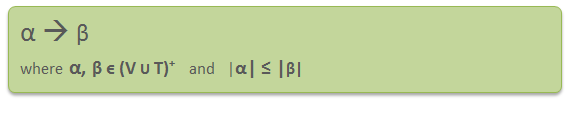 α → β
where α, β ϵ (V ∪ T)⁺ and |α| ≤ |β|